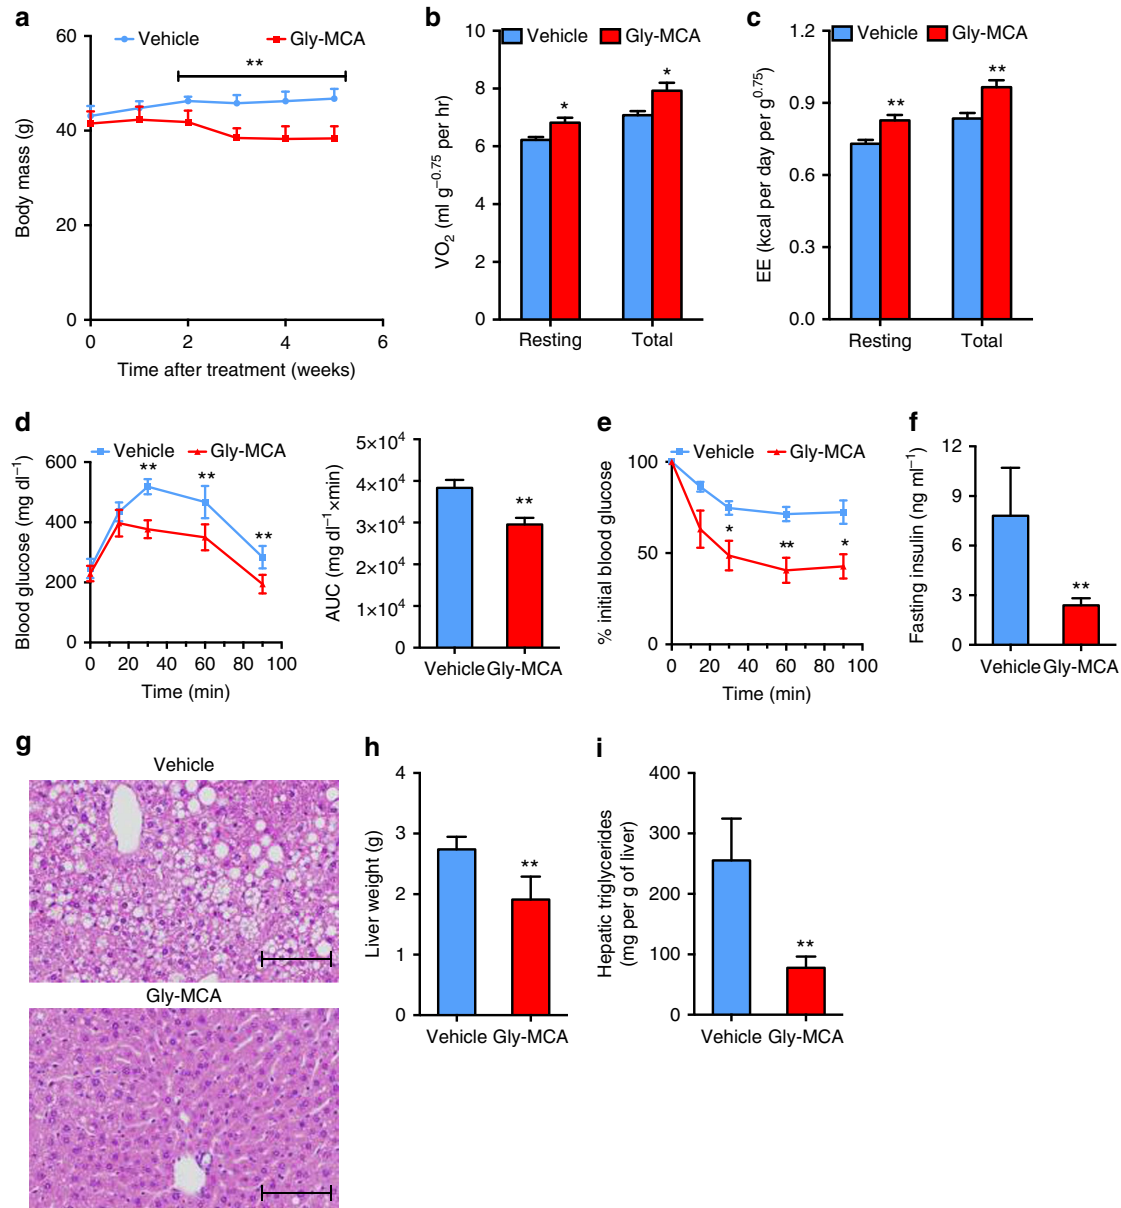 a
Vehicle
Gly-MCA
**
Body mass (g)
60
40
20
0
0 2 4 6
Time after treatment (weeks)
b
Vehicle Gly-MCA
VO₂ (ml g⁻⁰·⁷⁵ per hr)
10
8
6
4
2
0
*
*
Resting Total
c
Vehicle Gly-MCA
EE (kcal per day per g⁰·⁷⁵)
1.2
0.9
0.6
0.3
0.0
**
**
Resting Total
d
Vehicle Gly-MCA
Blood glucose (mg dl⁻¹)
600
400
200
0
**
**
**
0 20 40 60 80 100
Time (min)
AUC (mg dl⁻¹×min)
5×10⁴
4×10⁴
3×10⁴
2×10⁴
1×10⁴
0
**
Vehicle Gly-MCA
e
Vehicle Gly-MCA
% initial blood glucose
100
50
0
*
**
*
0 20 40 60 80 100
Time (min)
f
Fasting insulin (ng ml⁻¹)
12
9
6
3
0
**
Vehicle Gly-MCA
g
Vehicle
Gly-MCA
h
Liver weight (g)
4
3
2
1
0
**
Vehicle Gly-MCA
i
Hepatic triglycerides
(mg per g of liver)
400
300
200
100
0
**
Vehicle Gly-MCA